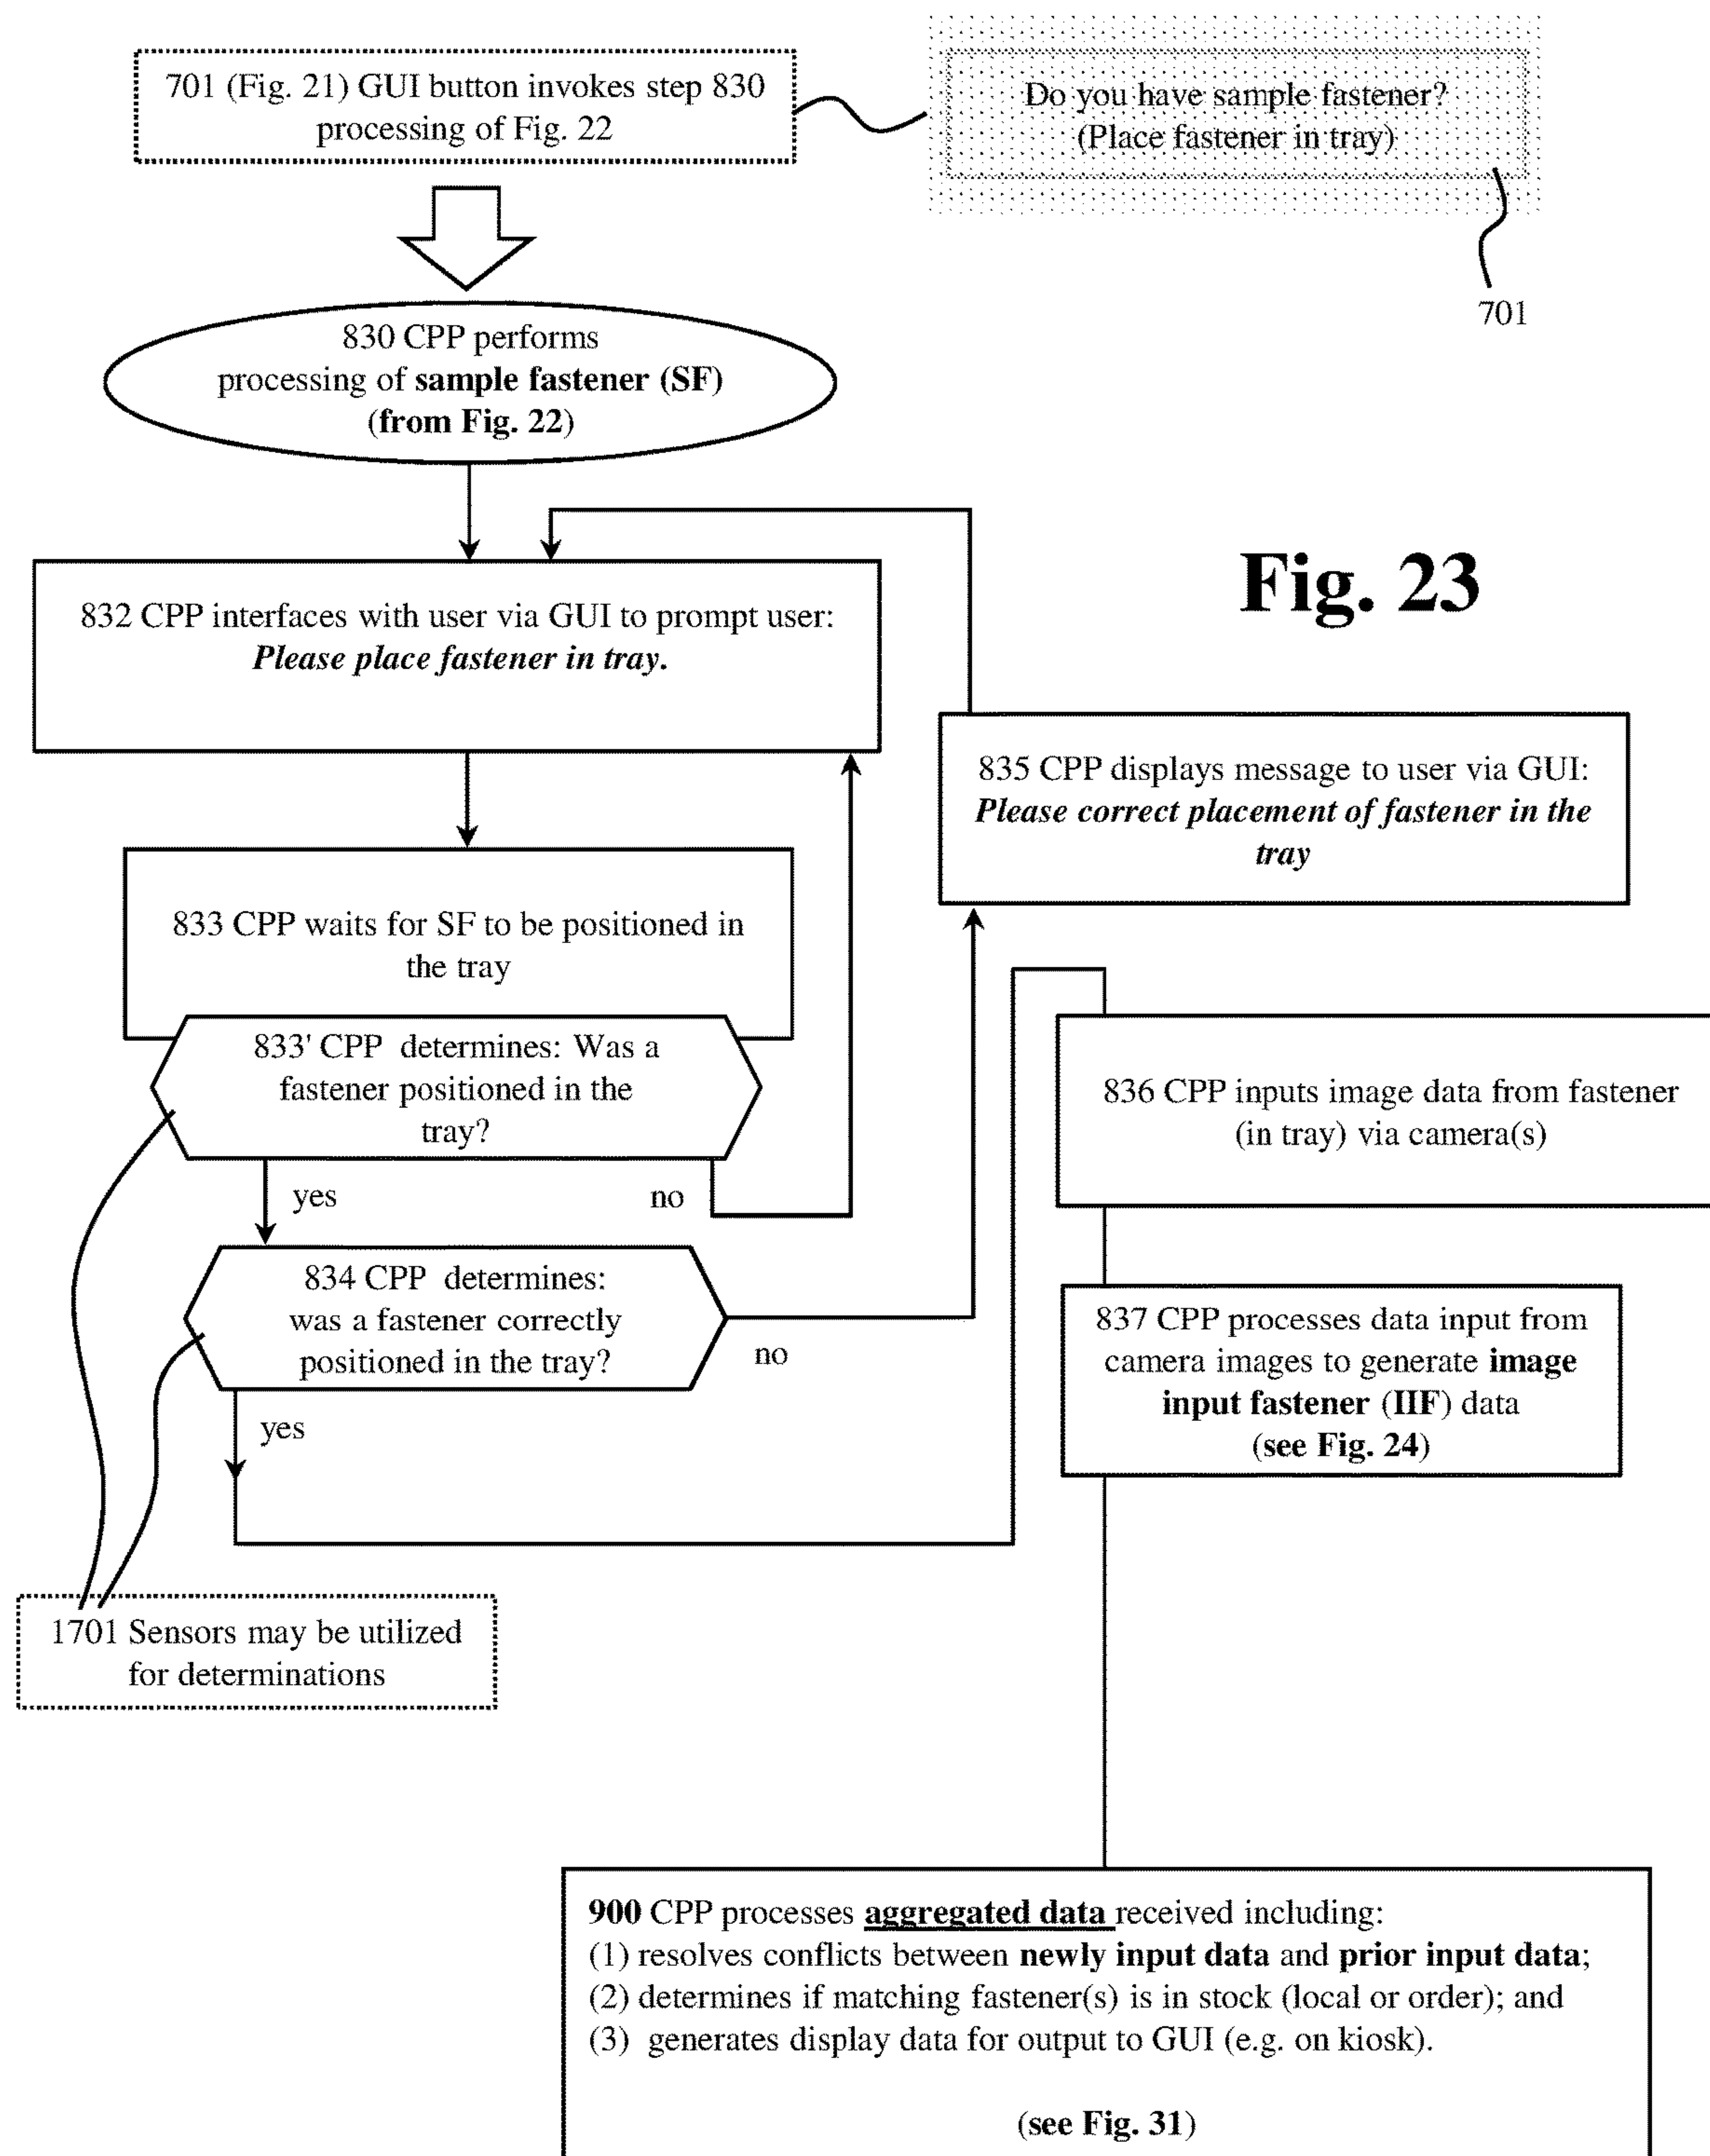 701 (Fig. 21) GUI button invokes step 830
processing of Fig. 22
Do you have sample fastener?
(Place fastener in tray)
701
830 CPP performs
processing of sample fastener (SF)
(from Fig. 22)
Fig. 23
832 CPP interfaces with user via GUI to prompt user:
Please place fastener in tray.
835 CPP displays message to user via GUI:
Please correct placement of fastener in the
tray
833 CPP waits for SF to be positioned in
the tray
833' CPP determines: Was a
fastener positioned in the
tray?
yes
no
836 CPP inputs image data from fastener
(in tray) via camera(s)
834 CPP determines:
was a fastener correctly
positioned in the tray?
no
yes
837 CPP processes data input from
camera images to generate image
input fastener (IIF) data
(see Fig. 24)
1701 Sensors may be utilized
for determinations
900 CPP processes aggregated data received including:
(1) resolves conflicts between newly input data and prior input data;
(2) determines if matching fastener(s) is in stock (local or order); and
(3) generates display data for output to GUI (e.g. on kiosk).
(see Fig. 31)